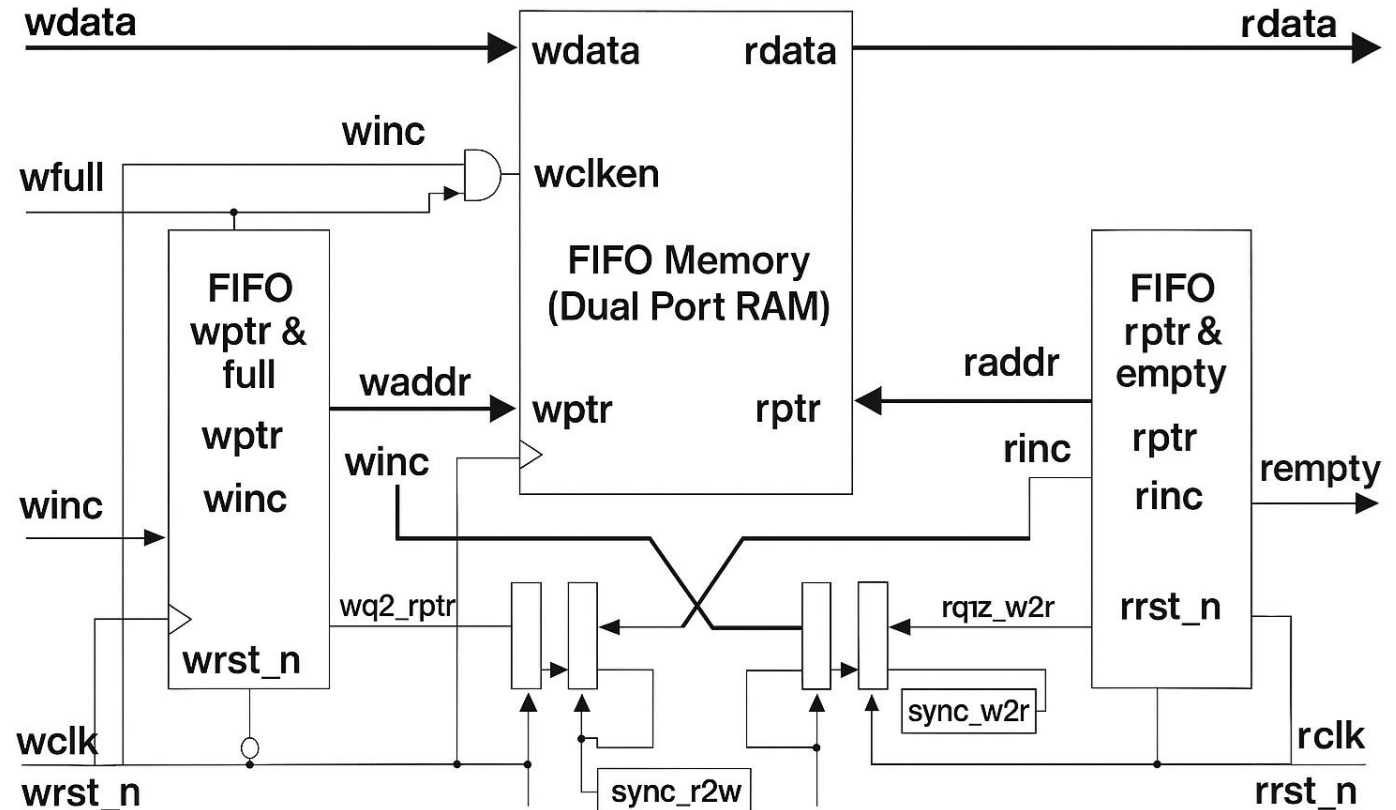 wdata
rdata
wdata
rdata
winc
wfull
wclken
FIFO Memory
(Dual Port RAM)
FIFO
wptr &
full
wptr
winc
FIFO
rptr &
empty
rptr
rinc
rrst_n
waddr
raddr
wptr
rptr
winc
rinc
rempty
winc
wq2_rptr
rq1z_w2r
wrst_n
sync_w2r
wclk
rclk
wrst_n
sync_r2w
rrst_n